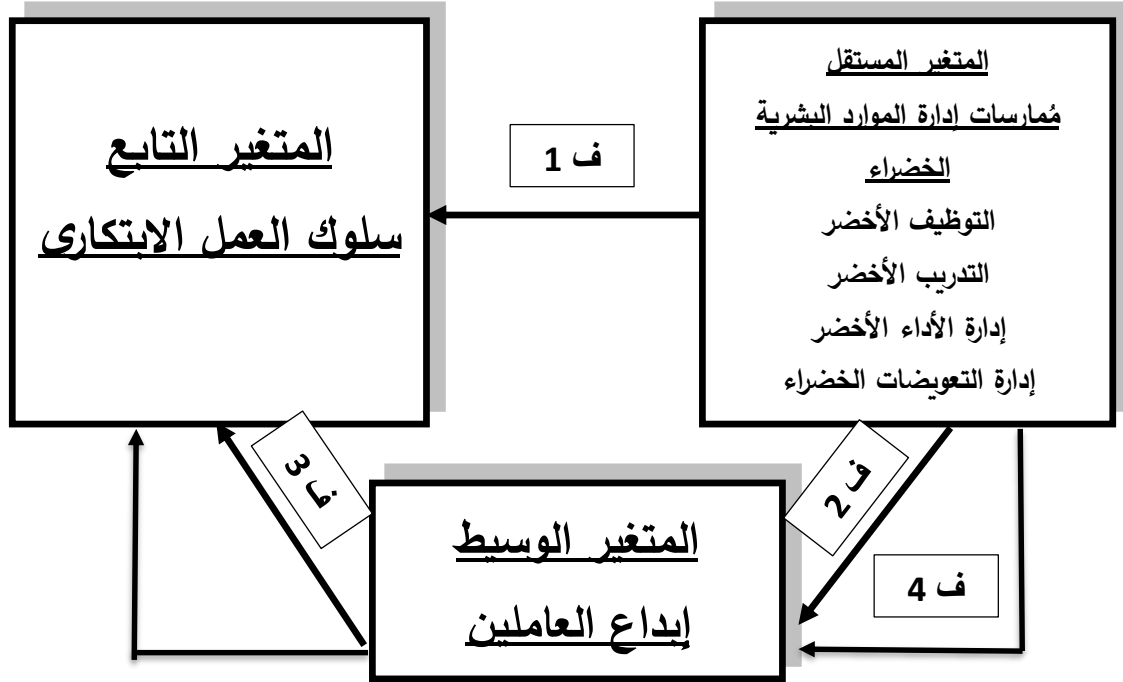 المتغير المستقل
مُمارسات إدارة الموارد البشرية
الخضراء
التوظيف الأخضر
التدريب الأخضر
إدارة الأداء الأخضر
إدارة التعويضات الخضراء
ف 1
المتغير التابع
سلوك العمل الابتكارى
ف 2
ف 3
ف 4
المتغير الوسيط
إبداع العاملين